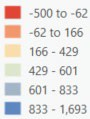 -500 to -62
-62 to 166
166 - 429
429 - 601
601 - 833
833 - 1,693